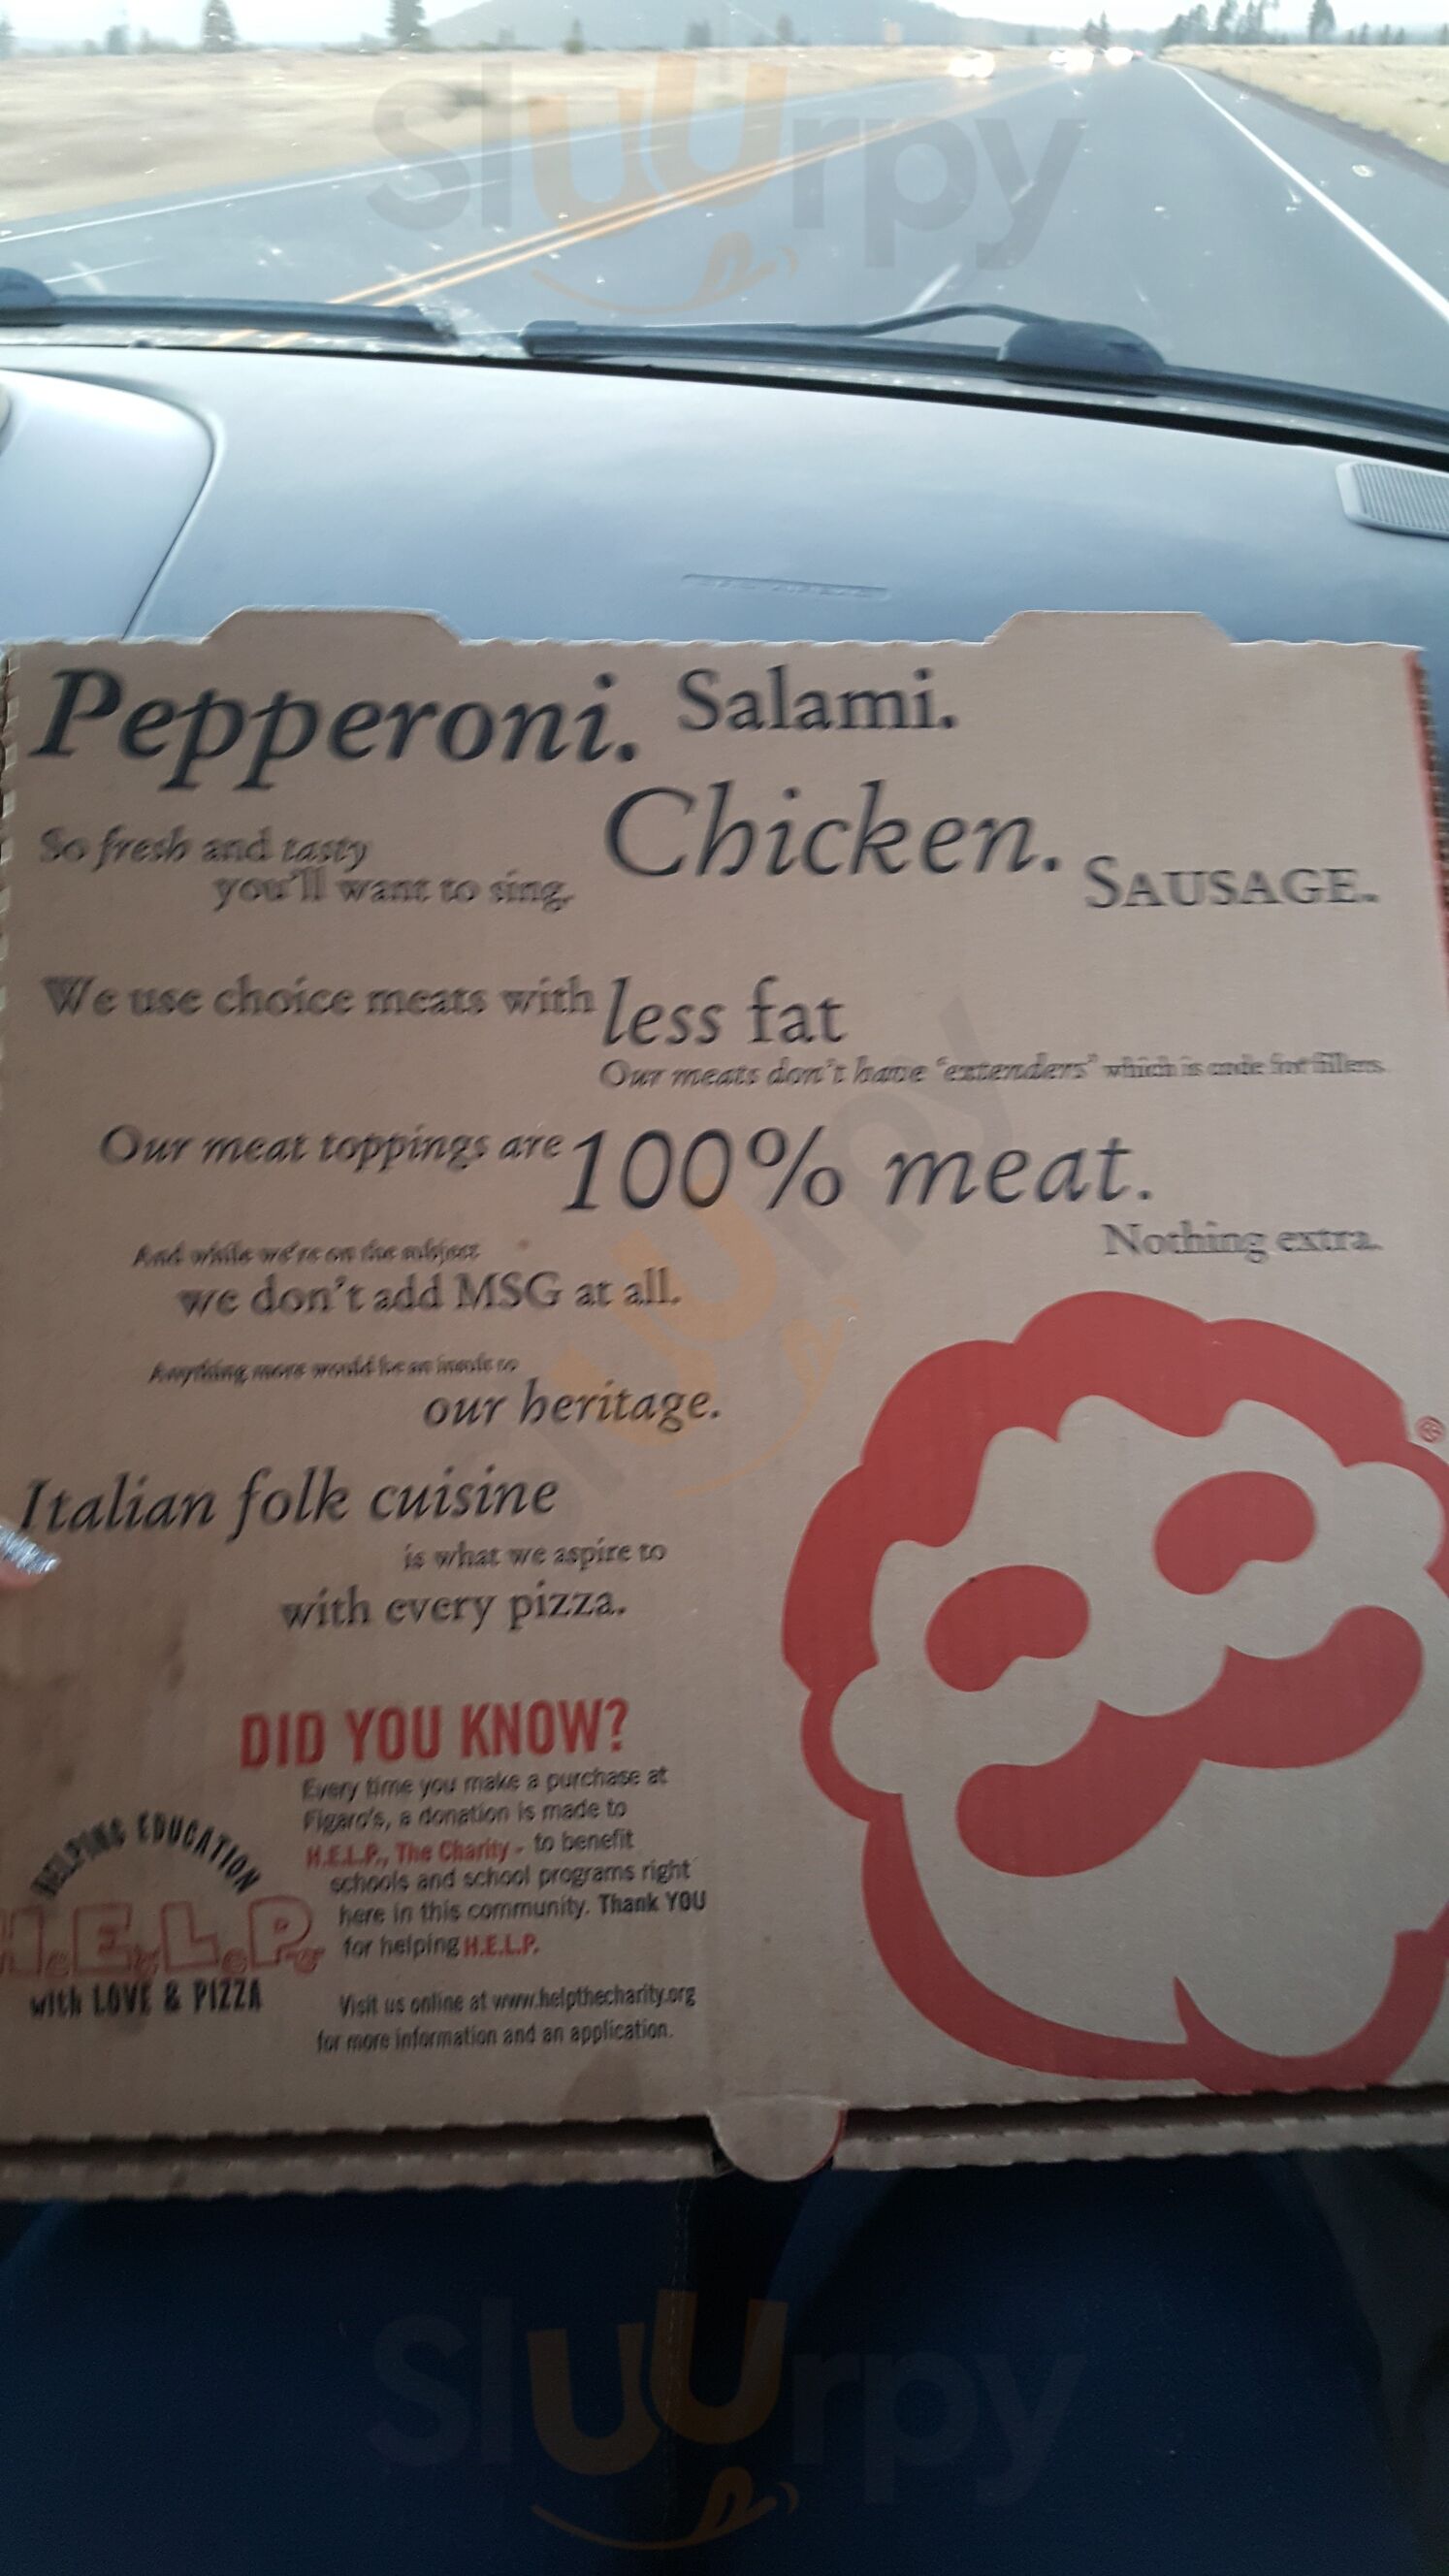 Sluurpy
Pepperoni. Salami.
So fresh and tasty Chicken.
you'll want to sing. SAUSAGE.
We use choice meats with less fat
Our meats don't have "extenders" which is code for fillers.
Our meat toppings are 100% meat.
Nothing extra.
And while we're on the subject
we don't add MSG at all.
Anything more would be an insult to
our heritage.
Italian folk cuisine
is what we aspire to
with every pizza.
DID YOU KNOW?
Every time you make a purchase at
Figaro's, a donation is made to
H.E.L.P., The Charity - to benefit
schools and school programs right
here in this community. Thank YOU
for helping H.E.L.P.
Visit us online at www.helpthecharity.org
for more information and an application.
HELPING EDUCATION
H.E.L.P.
with LOVE & PIZZA
®
Sluurpy
Sluurpy